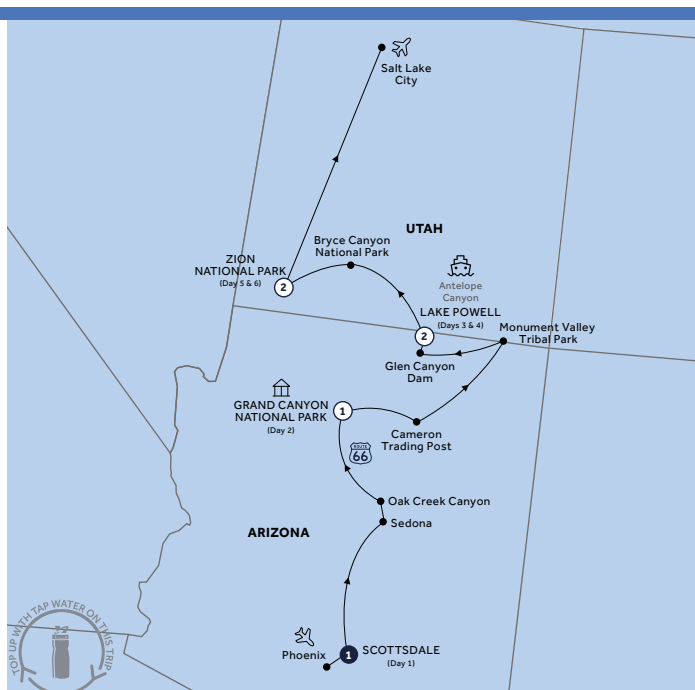 Salt Lake
City
UTAH
Bryce Canyon
National Park
ZION
NATIONAL PARK
(Day 5 & 6)
2
Antelope
Canyon
LAKE POWELL
(Days 3 & 4)
2
Monument Valley
Tribal Park
Glen Canyon
Dam
GRAND CANYON
NATIONAL PARK
(Day 2)
1
Cameron
Trading Post
ROUTE
66
Oak Creek Canyon
Sedona
ARIZONA
TOP UP WITH TAP WATER ON THIS TRIP
Phoenix
1
SCOTTSDALE
(Day 1)